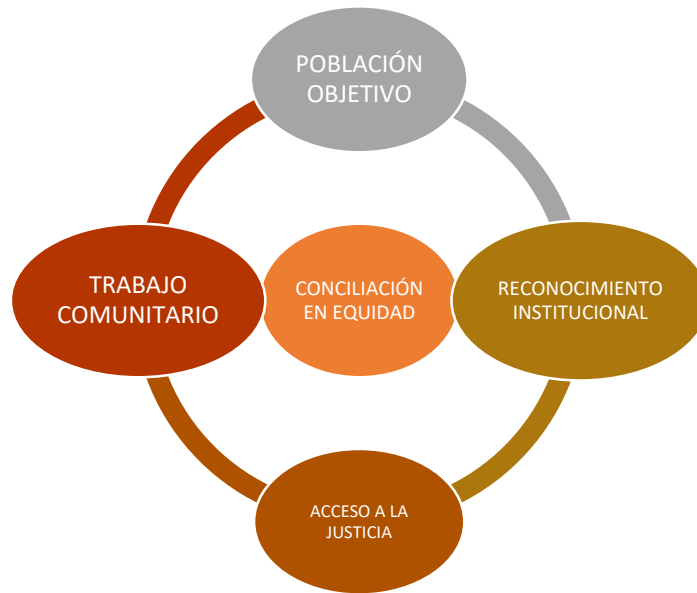 POBLACIÓN
OBJETIVO
TRABAJO
COMUNITARIO
CONCILIACIÓN
EN EQUIDAD
RECONOCIMIENTO
INSTITUCIONAL
ACCESO A LA
JUSTICIA